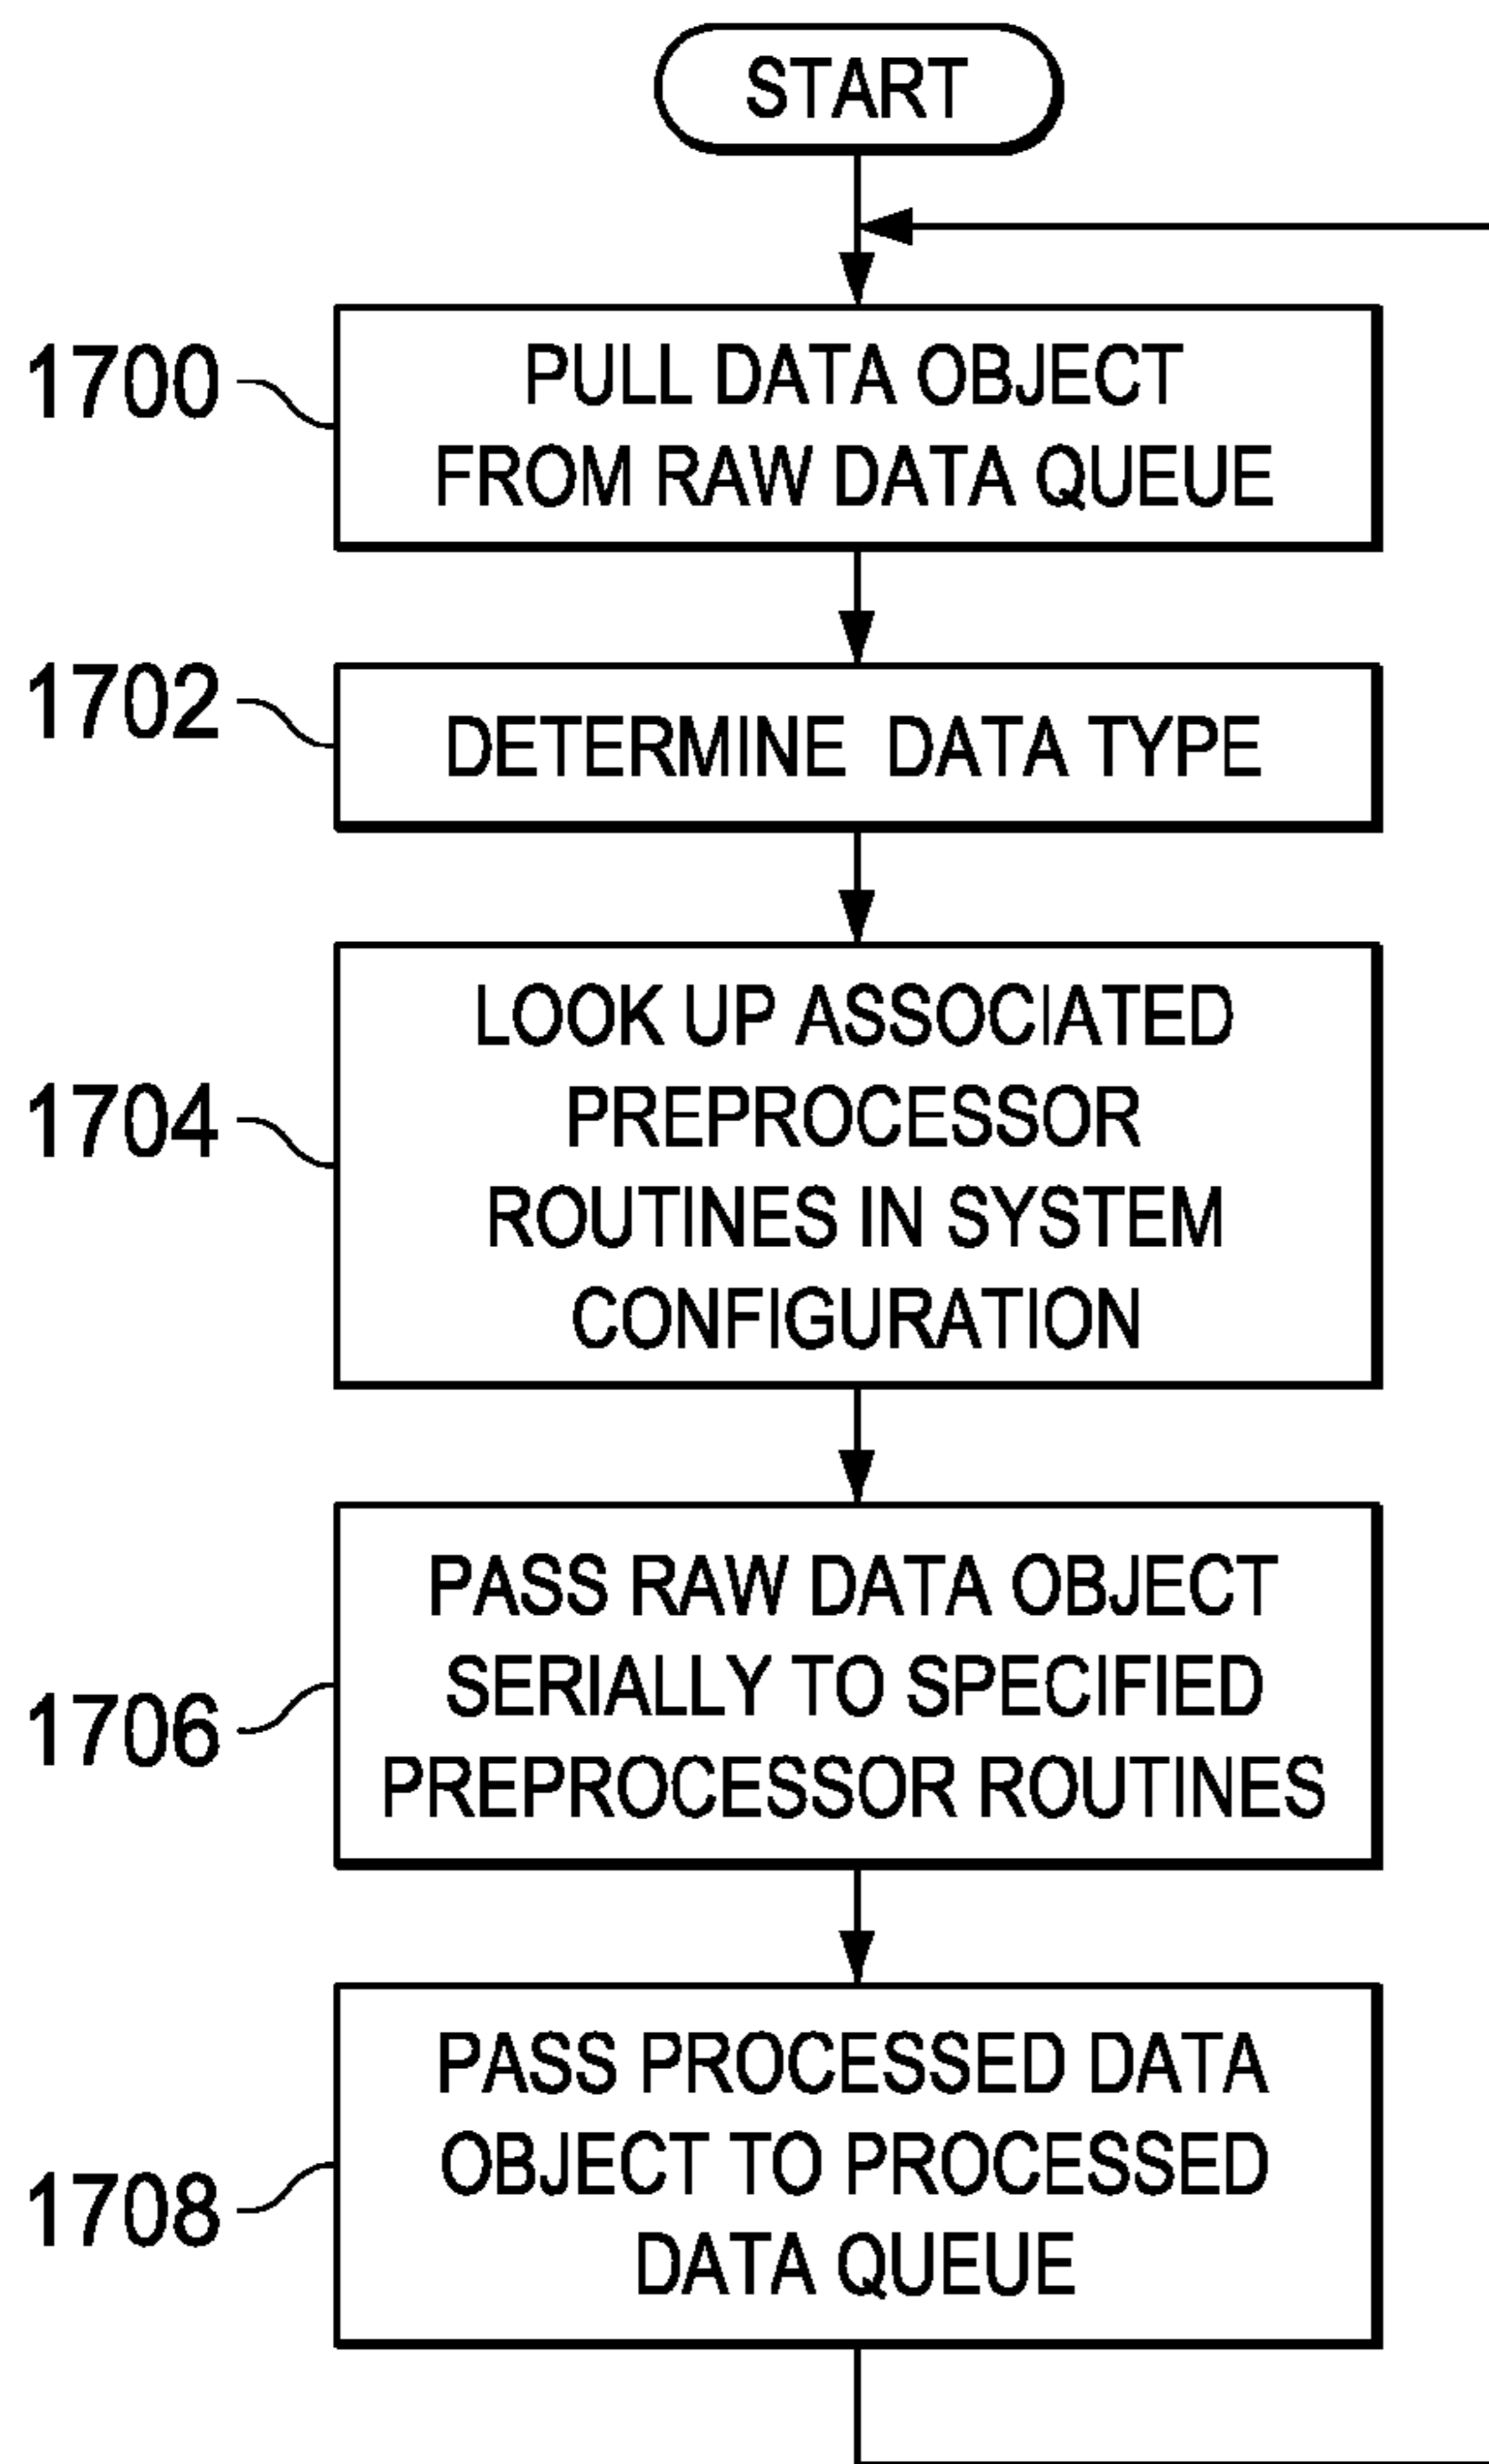 START
1700
PULL DATA OBJECT
FROM RAW DATA QUEUE
1702
DETERMINE DATA TYPE
1704
LOOK UP ASSOCIATED
PREPROCESSOR
ROUTINES IN SYSTEM
CONFIGURATION
1706
PASS RAW DATA OBJECT
SERIALLY TO SPECIFIED
PREPROCESSOR ROUTINES
1708
PASS PROCESSED DATA
OBJECT TO PROCESSED
DATA QUEUE